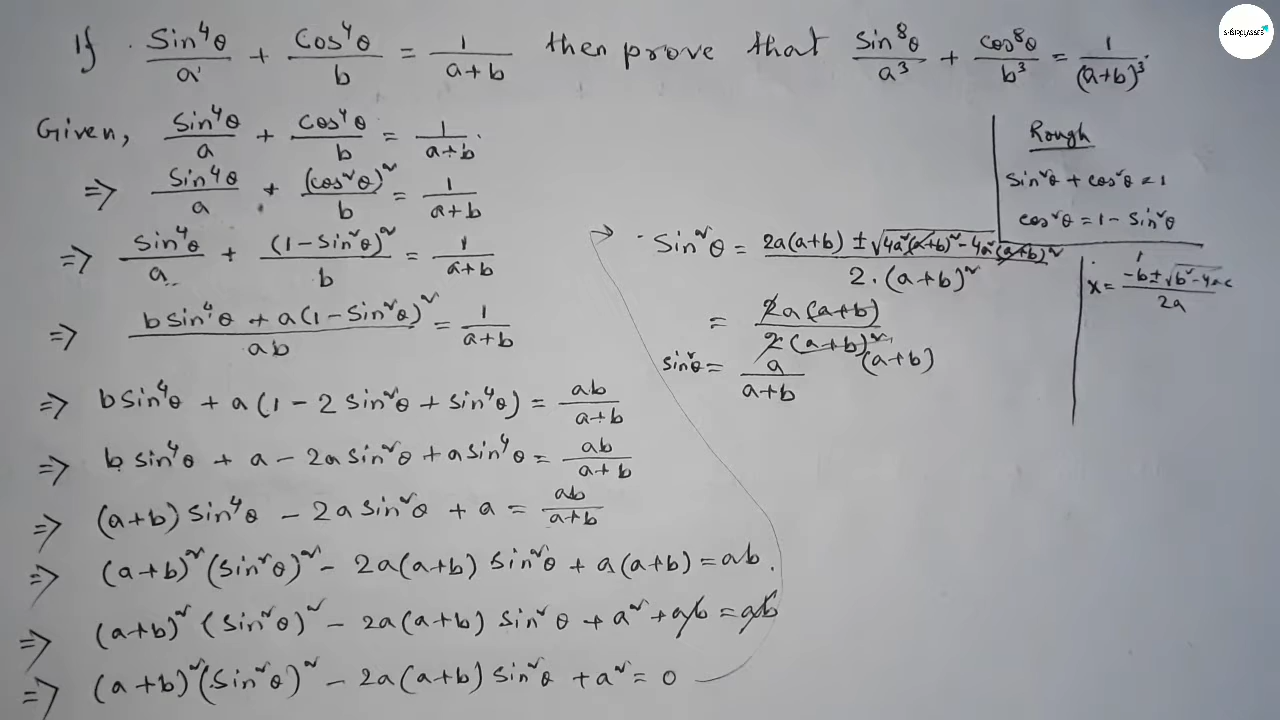 If sin⁴θ/a + cos⁴θ/b = 1/(a+b) then prove that sin⁸θ/a³ + cos⁸θ/b³ = 1/(a+b)³
Given, sin⁴θ/a + cos⁴θ/b = 1/(a+b)
⇒ sin⁴θ/a + (cos²θ)²/b = 1/(a+b)
⇒ sin⁴θ/a + (1-sin²θ)²/b = 1/(a+b)
⇒ (b sin⁴θ + a(1-sin²θ)²)/ab = 1/(a+b)
⇒ b sin⁴θ + a(1-2 sin²θ + sin⁴θ) = ab/(a+b)
⇒ b sin⁴θ + a - 2a sin²θ + a sin⁴θ = ab/(a+b)
⇒ (a+b) sin⁴θ - 2a sin²θ + a = ab/(a+b)
⇒ (a+b)²(sin²θ)² - 2a(a+b) sin²θ + a(a+b) = ab.
⇒ (a+b)²(sin²θ)² - 2a(a+b) sin²θ + a² + ab = ab
⇒ (a+b)²(sin²θ)² - 2a(a+b) sin²θ + a² = 0
sin²θ = (2a(a+b) ± √(4a²(a+b)² - 4a²(a+b)²))/(2.(a+b)²)
= 2a(a+b)/2(a+b)²
(a+b)
sin²θ = a/(a+b)
Rough
sin²θ + cos²θ = 1
cos²θ = 1 - sin²θ
x = (-b ± √(b²-4ac))/2a